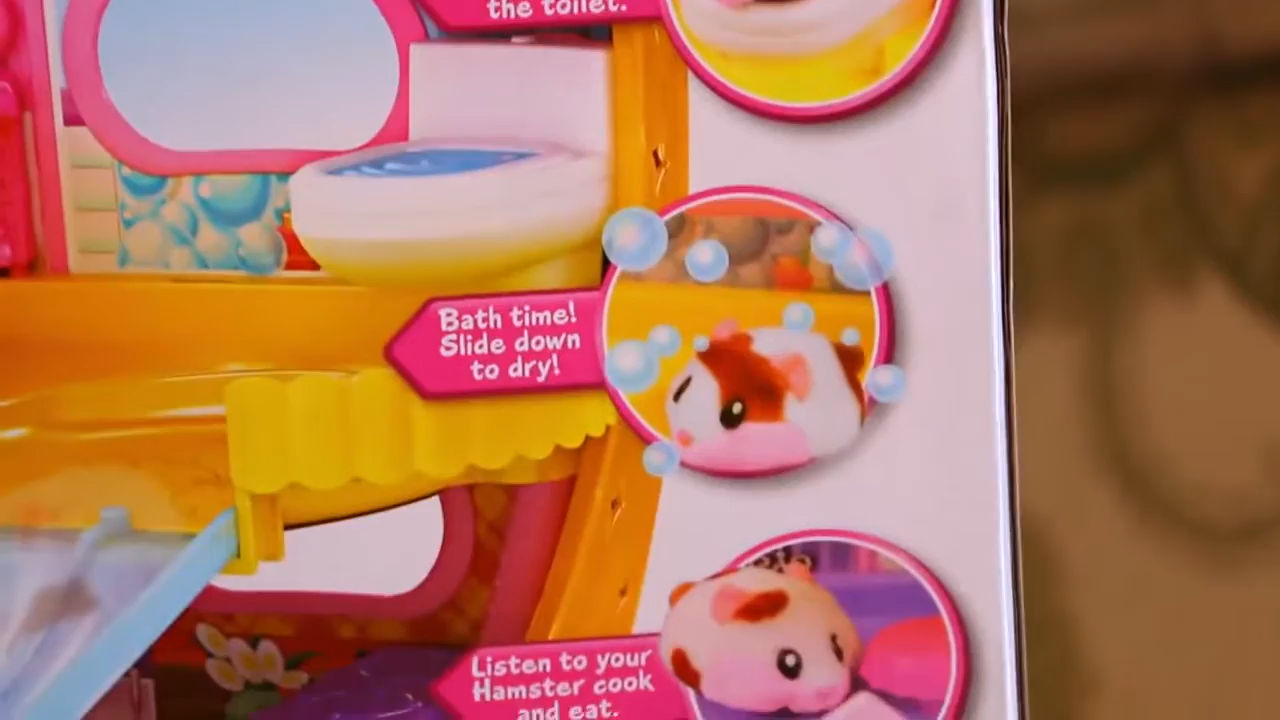 the toilet.
Bath time!
Slide down
to dry!
Listen to your
Hamster cook
and eat.